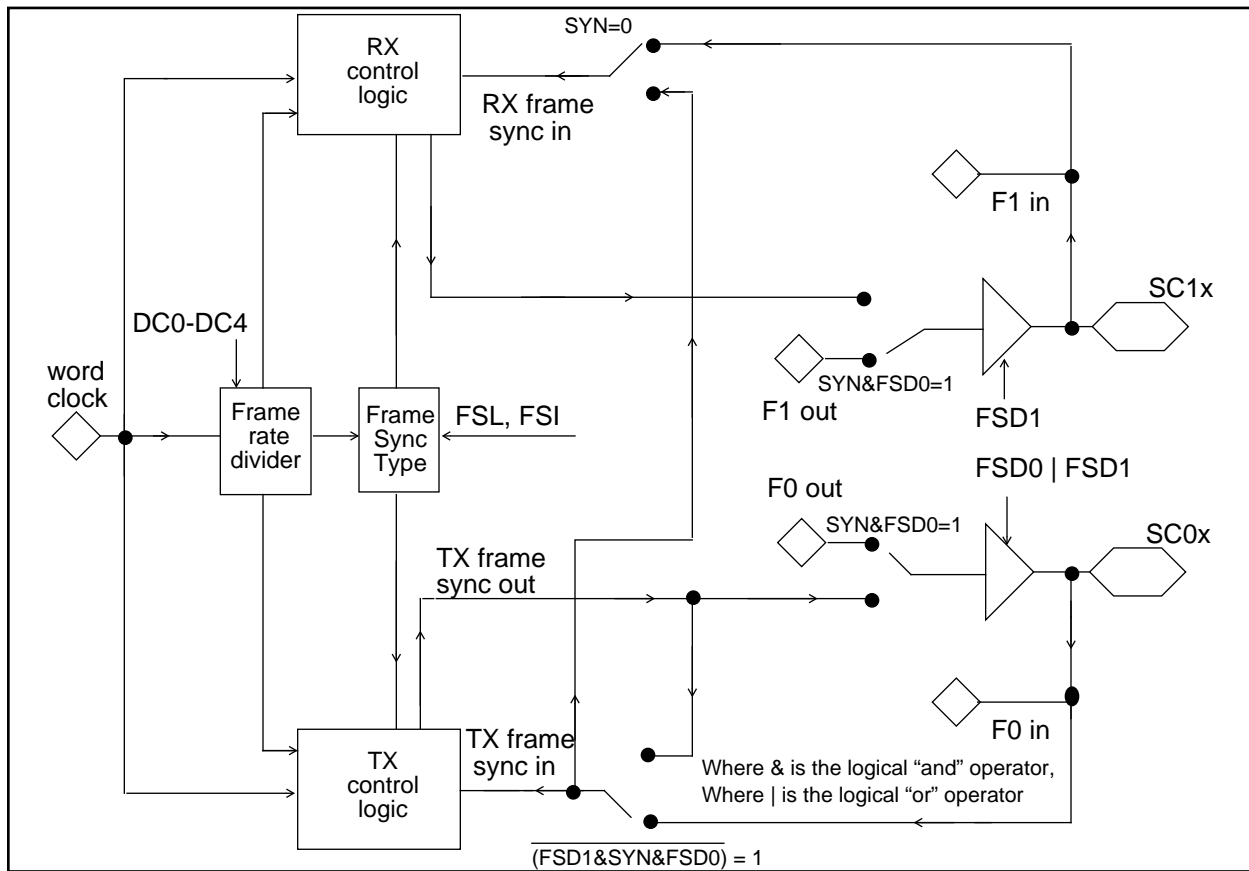 SYN=0
RX
control
logic
RX frame
sync in
F1 in
SC1x
DC0-DC4
word
clock
Frame
rate
divider
Frame
Sync
Type
FSL, FSI
SYN&FSD0=1
F1 out
FSD1
FSD0 | FSD1
F0 out
SYN&FSD0=1
SC0x
TX frame
sync out
F0 in
TX
control
logic
TX frame
sync in
Where & is the logical “and” operator,
Where | is the logical “or” operator
(FSD1&SYN&FSD0) = 1